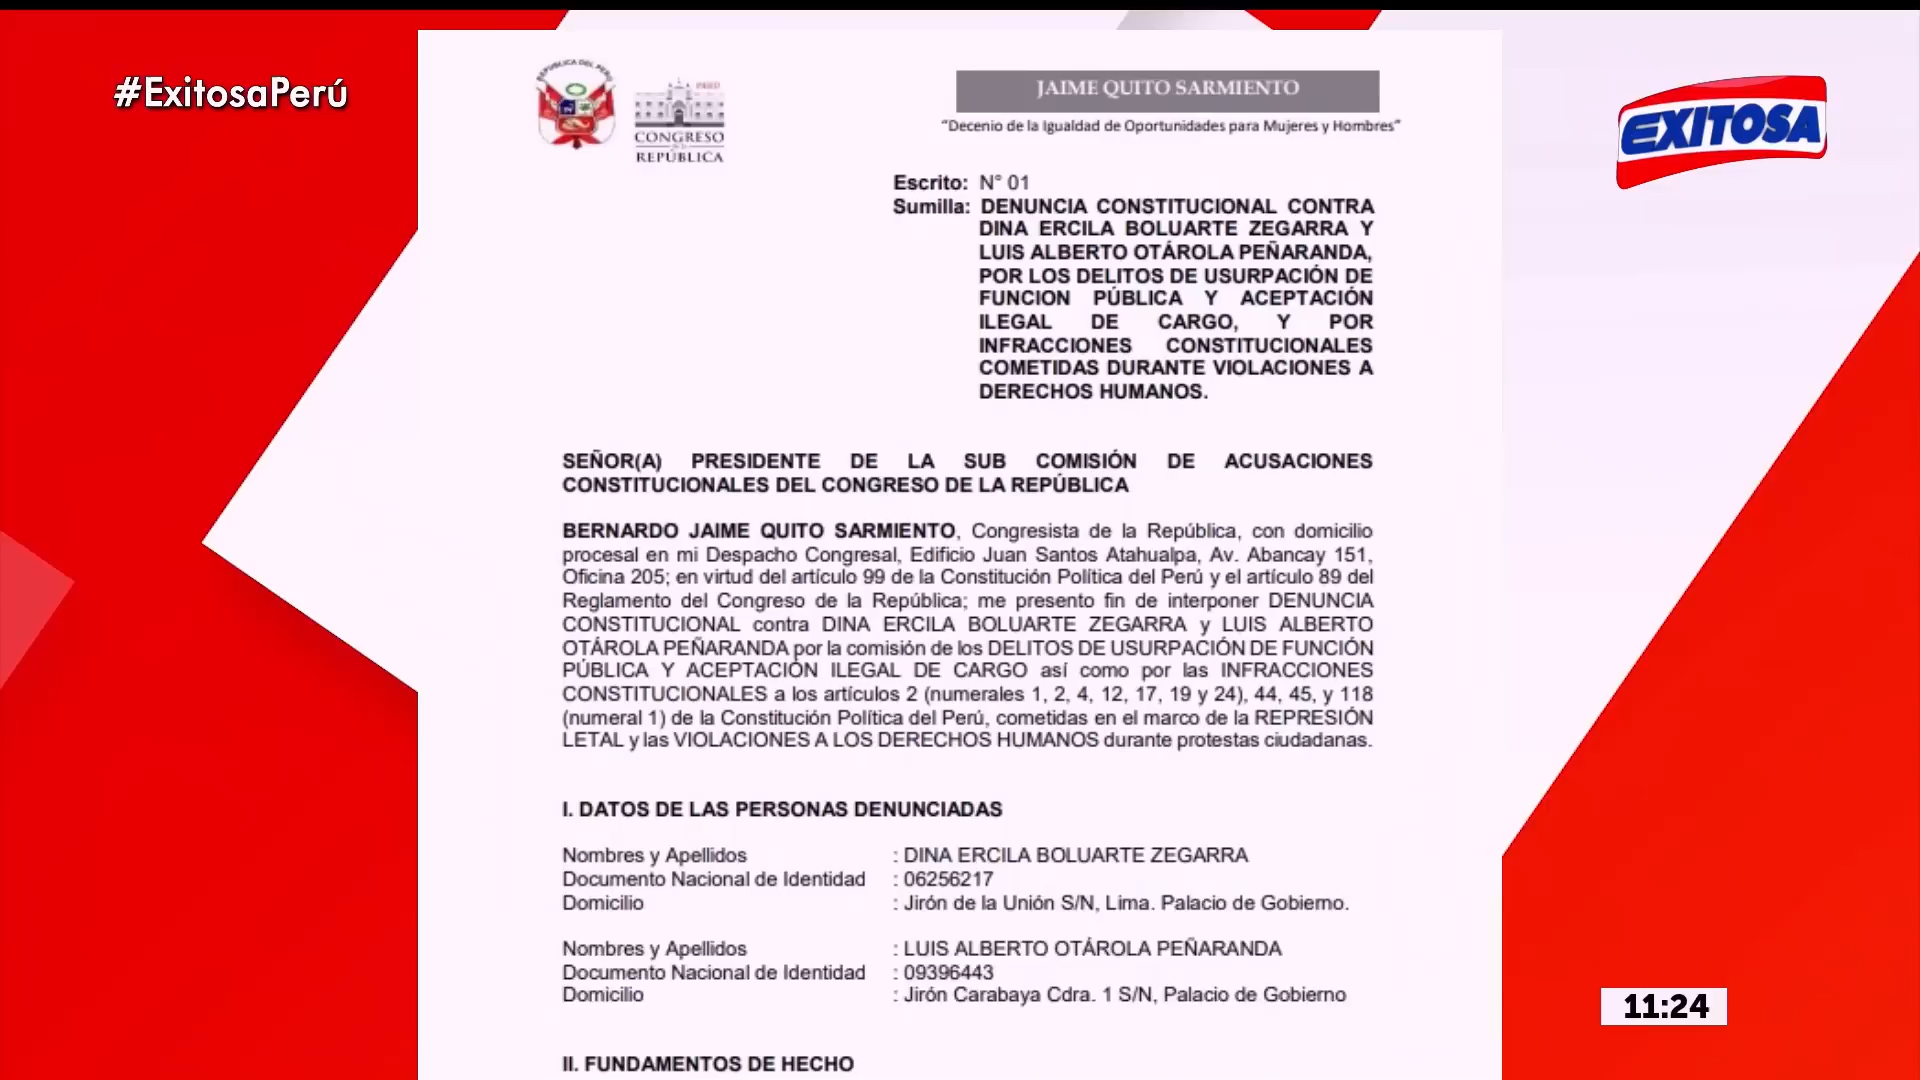 #ExitosaPerú
REPÚBLICA DEL PERÚ
PERÚ
CONGRESO
de la
REPÚBLICA
JAIME QUITO SARMIENTO
“Decenio de la Igualdad de Oportunidades para Mujeres y Hombres”
EXITOSA
Escrito: N° 01
Sumilla: DENUNCIA CONSTITUCIONAL CONTRA
DINA ERCILA BOLUARTE ZEGARRA Y
LUIS ALBERTO OTÁROLA PEÑARANDA,
POR LOS DELITOS DE USURPACIÓN DE
FUNCION PÚBLICA Y ACEPTACIÓN
ILEGAL DE CARGO, Y POR
INFRACCIONES CONSTITUCIONALES
COMETIDAS DURANTE VIOLACIONES A
DERECHOS HUMANOS.
SEÑOR(A) PRESIDENTE DE LA SUB COMISIÓN DE ACUSACIONES
CONSTITUCIONALES DEL CONGRESO DE LA REPÚBLICA
BERNARDO JAIME QUITO SARMIENTO, Congresista de la República, con domicilio
procesal en mi Despacho Congresal, Edificio Juan Santos Atahualpa, Av. Abancay 151,
Oficina 205; en virtud del artículo 99 de la Constitución Política del Perú y el artículo 89 del
Reglamento del Congreso de la República; me presento fin de interponer DENUNCIA
CONSTITUCIONAL contra DINA ERCILA BOLUARTE ZEGARRA y LUIS ALBERTO
OTÁROLA PEÑARANDA por la comisión de los DELITOS DE USURPACIÓN DE FUNCIÓN
PÚBLICA Y ACEPTACIÓN ILEGAL DE CARGO así como por las INFRACCIONES
CONSTITUCIONALES a los artículos 2 (numerales 1, 2, 4, 12, 17, 19 y 24), 44, 45, y 118
(numeral 1) de la Constitución Política del Perú, cometidas en el marco de la REPRESIÓN
LETAL y las VIOLACIONES A LOS DERECHOS HUMANOS durante protestas ciudadanas.
I. DATOS DE LAS PERSONAS DENUNCIADAS
Nombres y Apellidos : DINA ERCILA BOLUARTE ZEGARRA
Documento Nacional de Identidad : 06256217
Domicilio : Jirón de la Unión S/N, Lima. Palacio de Gobierno.
Nombres y Apellidos : LUIS ALBERTO OTÁROLA PEÑARANDA
Documento Nacional de Identidad : 09396443
Domicilio : Jirón Carabaya Cdra. 1 S/N, Palacio de Gobierno
11:24
II. FUNDAMENTOS DE HECHO